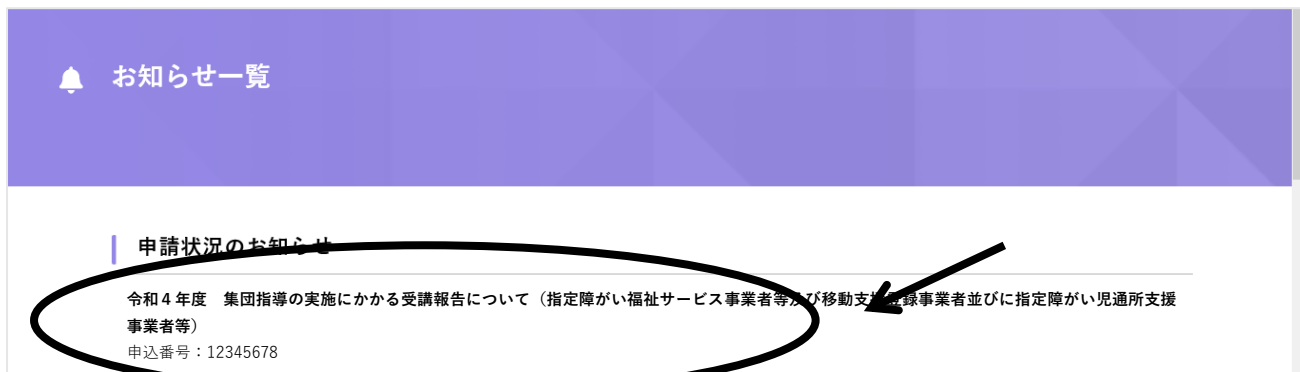 お知らせ一覧
申請状況のお知らせ
令和４年度　集団指導の実施にかかる受講報告について（指定障がい福祉サービス事業者等及び移動支援登録事業者並びに指定障がい児通所支援
事業者等）
申込番号：12345678